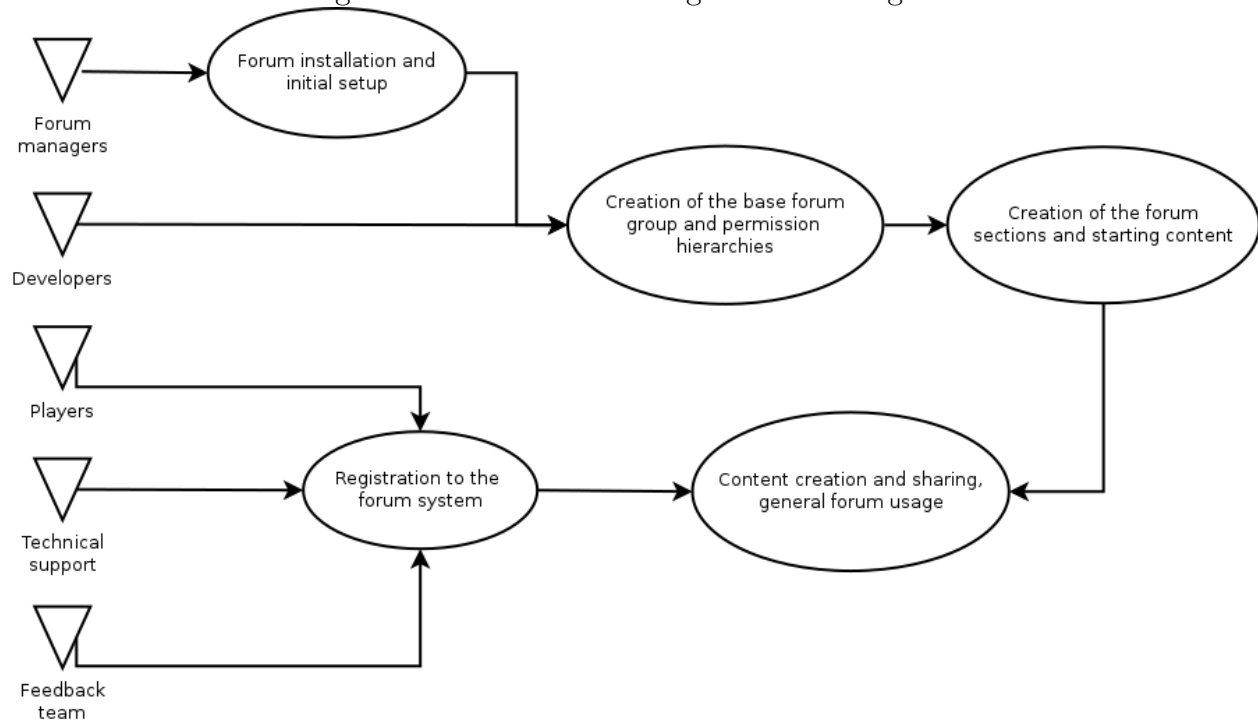 Forum installation and
initial setup
Forum
managers
Creation of the base forum
group and permission
hierarchies
Creation of the forum
sections and starting content
Developers
Players
Registration to the
forum system
Content creation and sharing,
general forum usage
Technical
support
Feedback
team